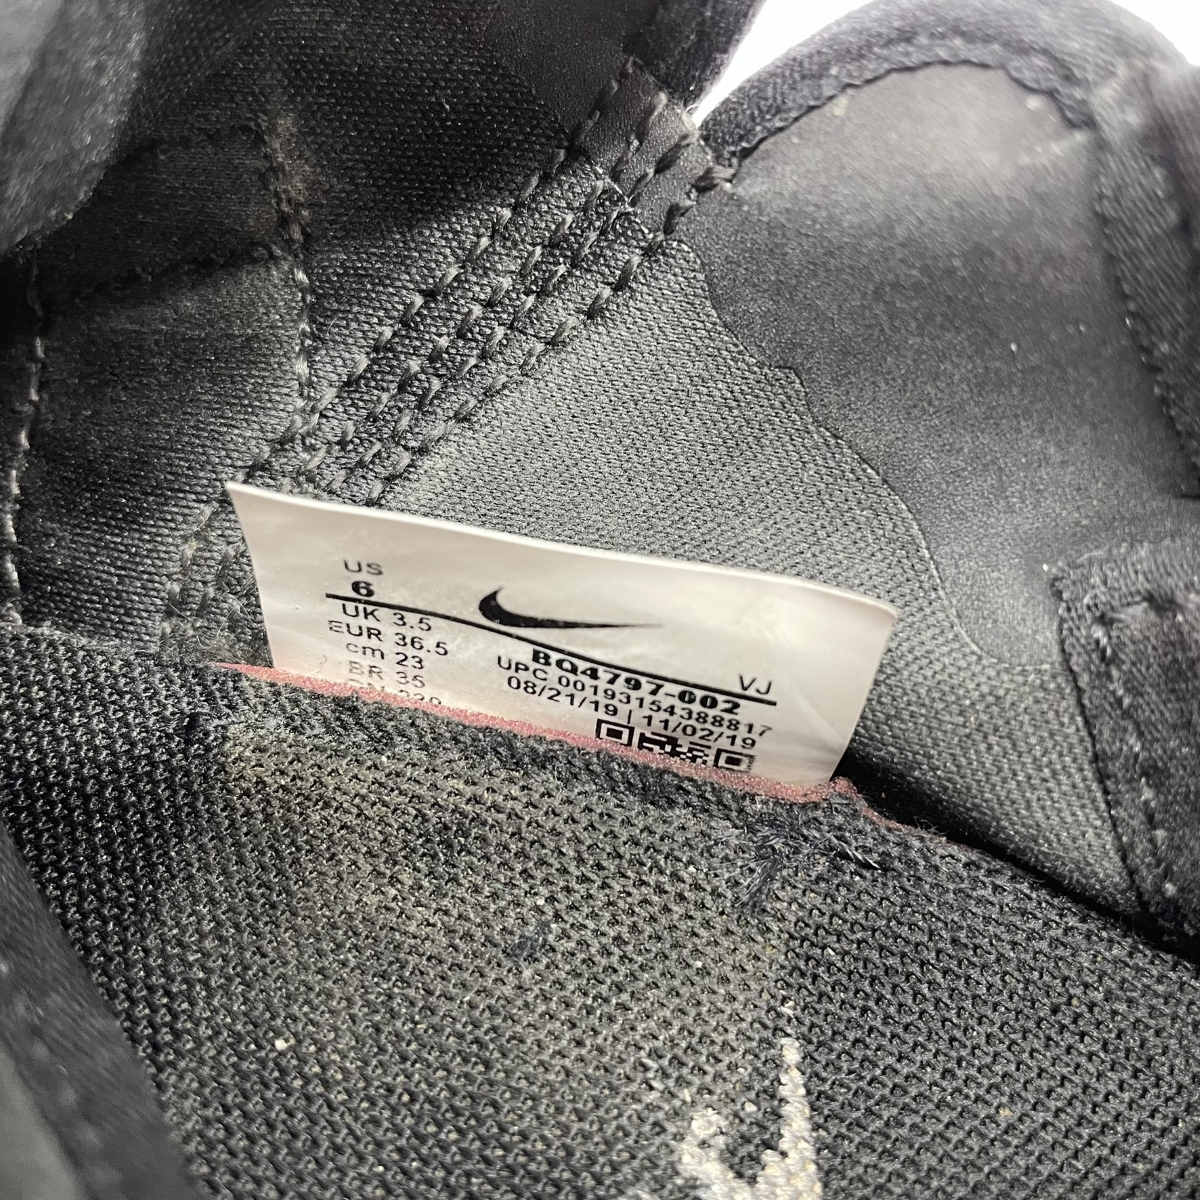 US
6
UK 3.5
EUR 36.5
cm 23
BR 35
BQ4797-002
VJ
UPC 00193154388817
08/21/19 | 11/02/19